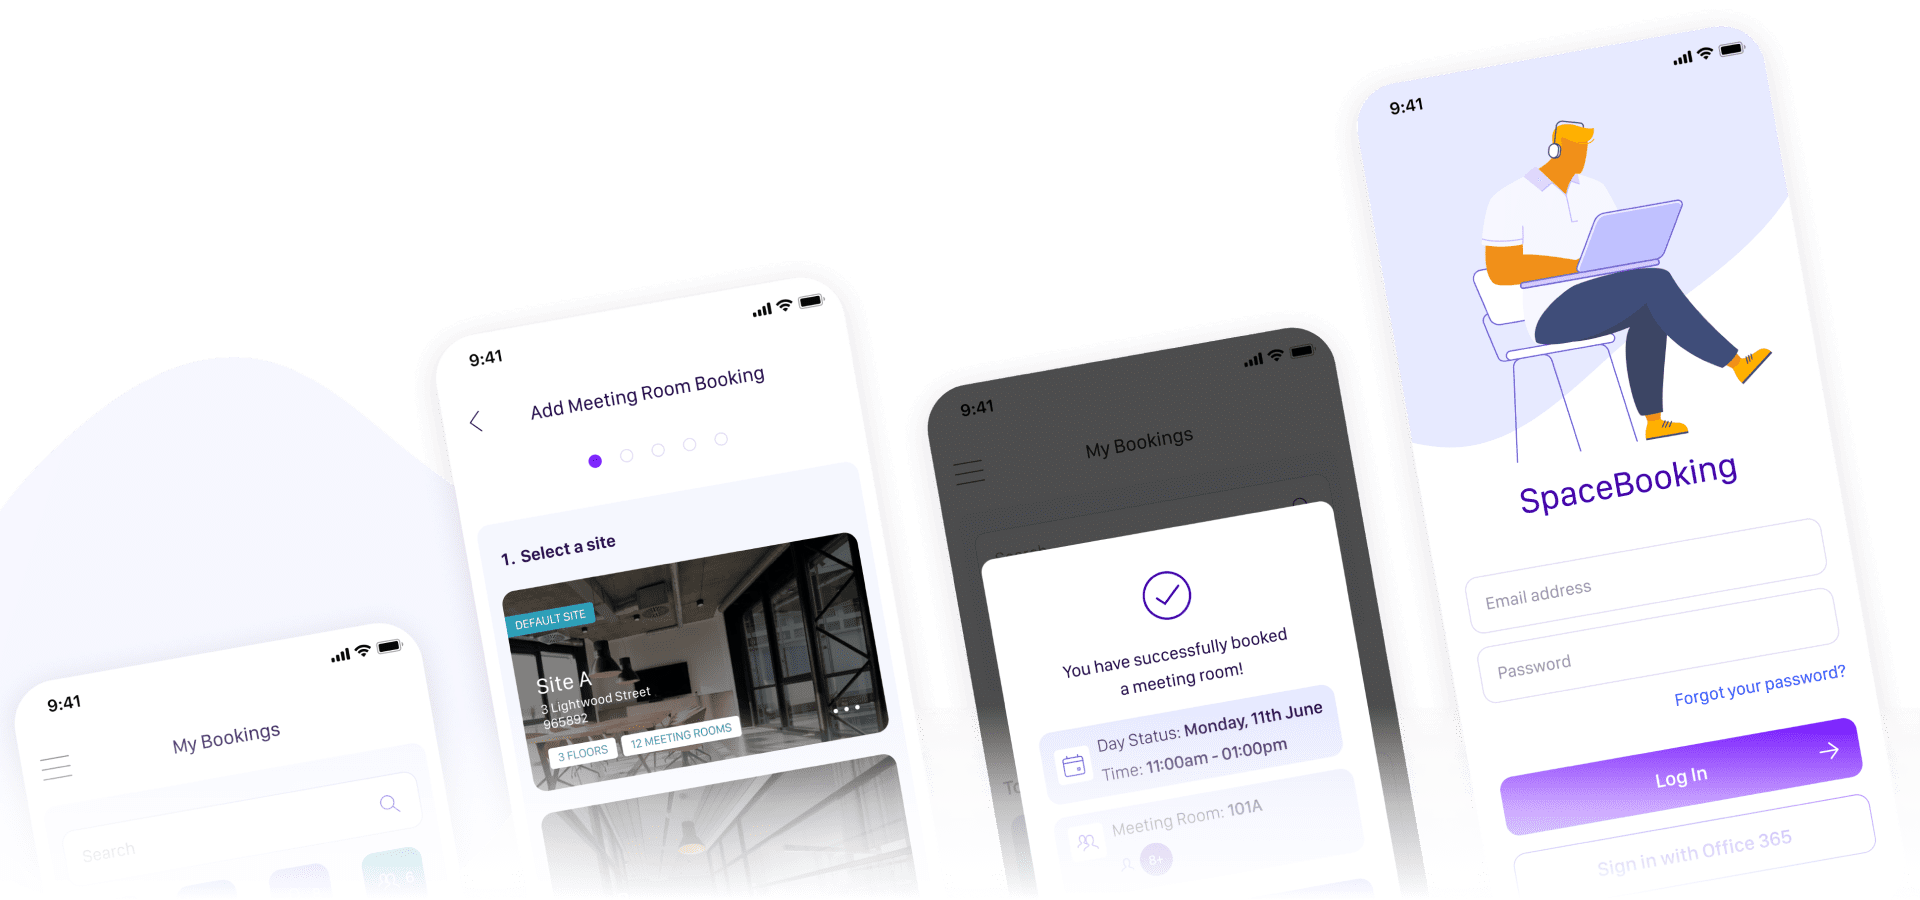 9:41
My Bookings
Search
9:41
Add Meeting Room Booking
1. Select a site
DEFAULT SITE
Site A
3 Lightwood Street
965892
3 FLOORS
12 MEETING ROOMS
9:41
My Bookings
Search
You have successfully booked
a meeting room!
Day Status: Monday, 11th June
Time: 11:00am - 01:00pm
Meeting Room: 101A
8+
9:41
SpaceBooking
Email address
Password
Forgot your password?
Log In
Sign in with Office 365